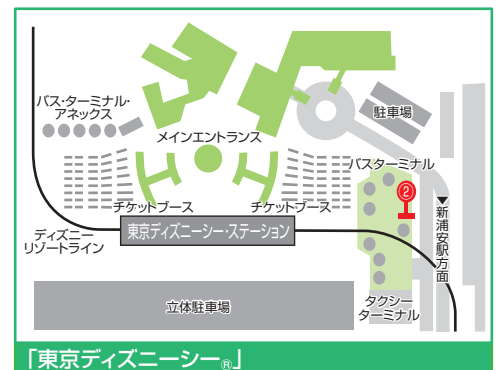 バス・ターミナル・
アネックス
駐車場
メインエントランス
バスターミナル
②
チケットブース
チケットブース
▼新浦安駅方面
ディズニー
リゾートライン
東京ディズニーシー・ステーション
立体駐車場
タクシー
ターミナル
「東京ディズニーシー®」